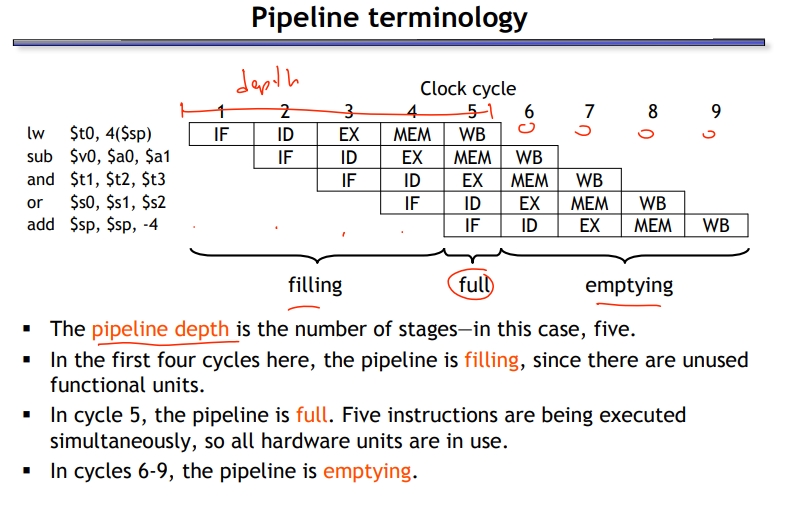 Pipeline terminology
depth
Clock cycle
1 2 3 4 5 6 7 8 9
lw $t0, 4($sp) IF ID EX MEM WB
sub $v0, $a0, $a1 IF ID EX MEM WB
and $t1, $t2, $t3 IF ID EX MEM WB
or $s0, $s1, $s2 IF ID EX MEM WB
add $sp, $sp, -4 IF ID EX MEM WB
filling full emptying
▪ The pipeline depth is the number of stages—in this case, five.
▪ In the first four cycles here, the pipeline is filling, since there are unused
functional units.
▪ In cycle 5, the pipeline is full. Five instructions are being executed
simultaneously, so all hardware units are in use.
▪ In cycles 6-9, the pipeline is emptying.